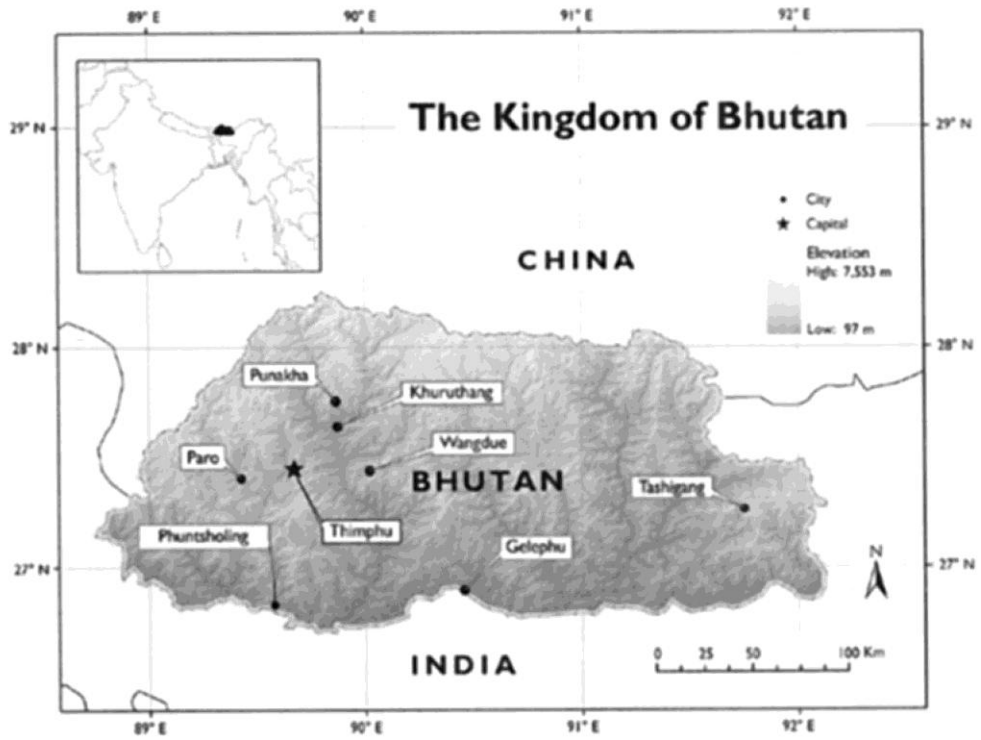 89° E 90° E 91° E 92° E
The Kingdom of Bhutan
29° N 29° N
City
Capital
Elevation
High: 7,553 m
Low: 97 m
CHINA
28° N 28° N
Punakha
Khuruthang
Wangdue
Paro
BHUTAN
Tashigang
Thimphu
Phuntsholing
Gelephu
27° N 27° N
N
INDIA
0 25 50 100 Km
89° E 90° E 91° E 92° E